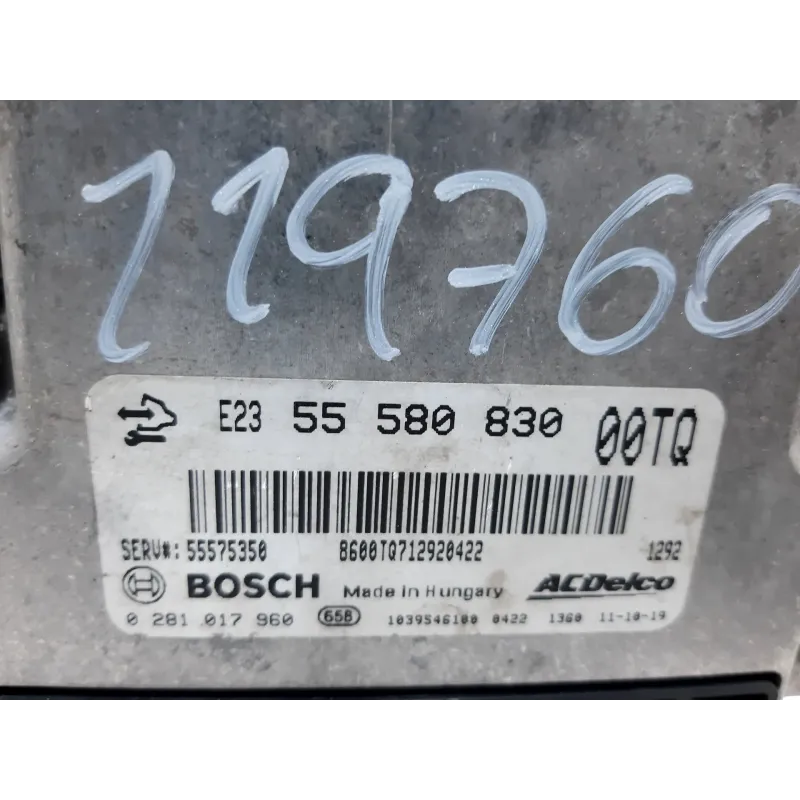 119760
E23 55 580 830 00TQ
SERV#: 55575350 8600TQ712920422 1292
BOSCH Made in Hungary ACDelco
0 281 017 960 658 1039S46180 0422 1360 11-10-19